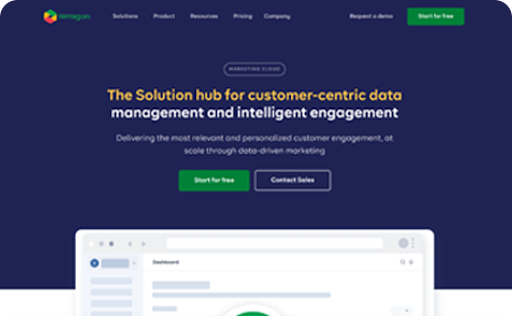 terragon
Solutions Product Resources Pricing Company Request a demo Start for free
MARKETING CLOUD
The Solution hub for customer-centric data
management and intelligent engagement
Delivering the most relevant and personalized customer engagement, at
scale through data-driven marketing
Start for free Contact Sales
Dashboard